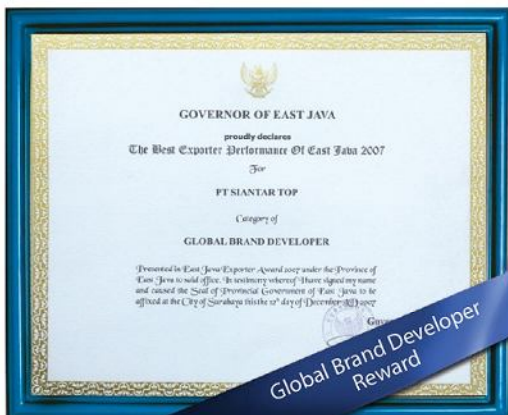 GOVERNOR OF EAST JAVA
proudly declares
The Best Exporter Performance Of East Java 2007
For
PT SIANTAR TOP
Category of
GLOBAL BRAND DEVELOPER
Presented in East Java Exporter Award 2007 under the Province of
East Java to said office. In testimony whereof I have signed my name
and caused the Seal of Provincial Government of East Java to be
affixed at the City of Surabaya this the 12th day of December 2007
Global Brand Developer
Reward